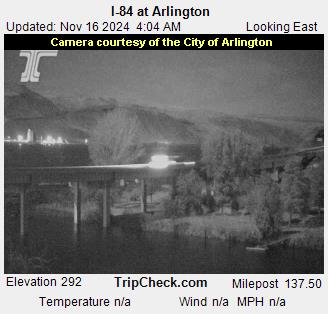 I-84 at Arlington
Updated: Nov 16 2024 4:04 AM Looking East
Camera courtesy of the City of Arlington
Elevation 292 TripCheck.com Milepost 137.50
Temperature n/a Wind n/a MPH n/a